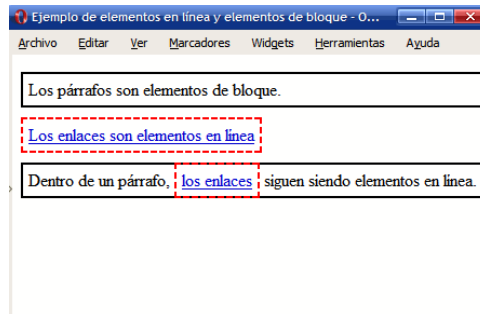 Ejemplo de elementos en línea y elementos de bloque - O...
Archivo Editar Ver Marcadores Widgets Herramientas Ayuda
Los párrafos son elementos de bloque.
Los enlaces son elementos en línea
Dentro de un párrafo, los enlaces siguen siendo elementos en línea.